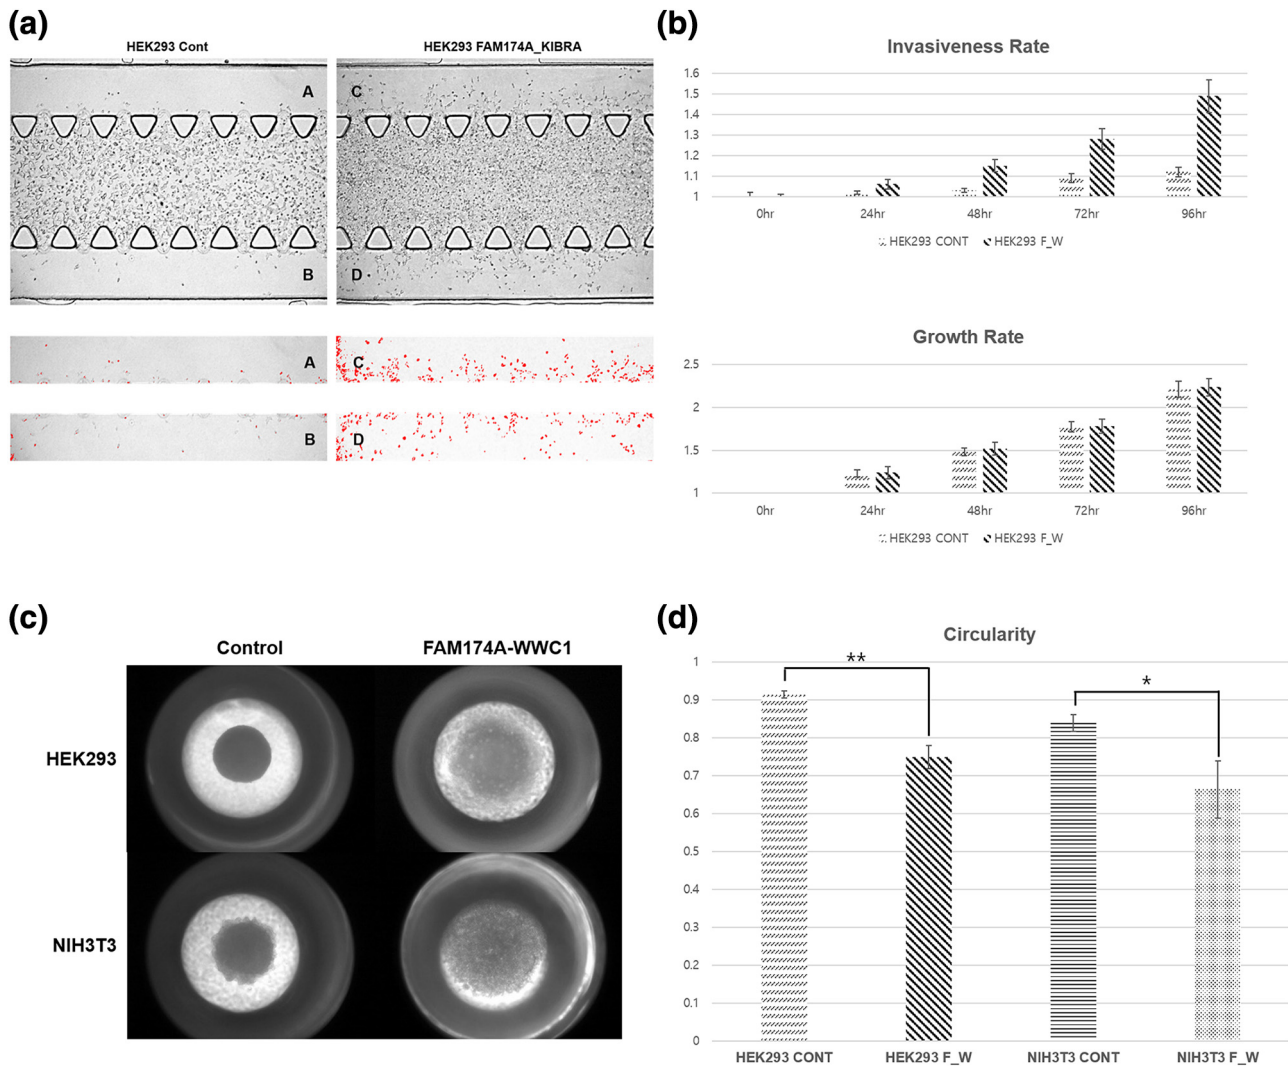 (a)
HEK293 Cont
HEK293 FAM174A_KIBRA
A
C
B
D
A
C
B
D
(b)
Invasiveness Rate
1.6
1.5
1.4
1.3
1.2
1.1
1
0hr
24hr
48hr
72hr
96hr
HEK293 CONT
HEK293 F_W
Growth Rate
2.5
2
1.5
1
0hr
24hr
48hr
72hr
96hr
HEK293 CONT
HEK293 F_W
(c)
Control
FAM174A-WWC1
HEK293
NIH3T3
(d)
Circularity
1
0.9
0.8
0.7
0.6
0.5
0.4
0.3
0.2
0.1
0
**
*
HEK293 CONT
HEK293 F_W
NIH3T3 CONT
NIH3T3 F_W